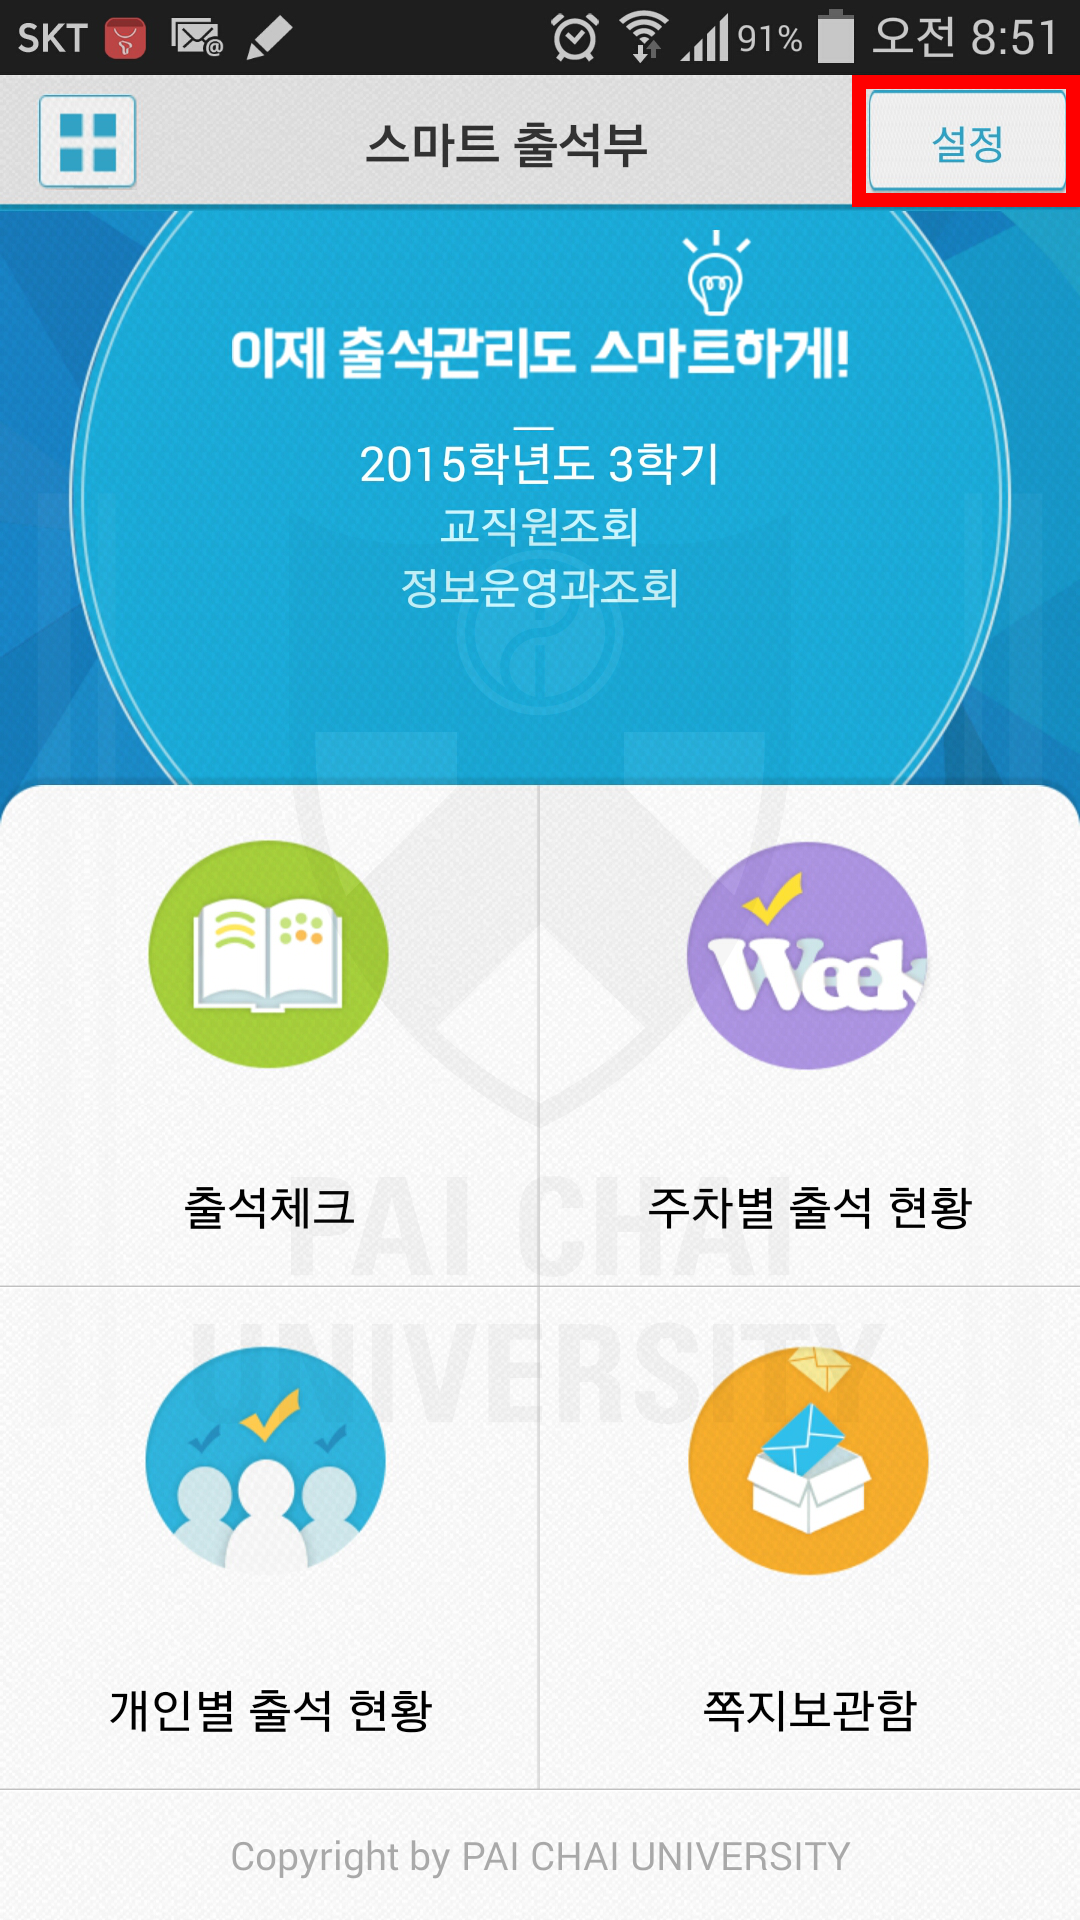 SKT 91% 오전 8:51
스마트 출석부
설정
이제 출석관리도 스마트하게!
2015학년도 3학기
교직원조회
정보운영과조회
Week
출석체크
주차별 출석 현황
PAI CHAI
UNIVERSITY
개인별 출석 현황
쪽지보관함
Copyright by PAI CHAI UNIVERSITY